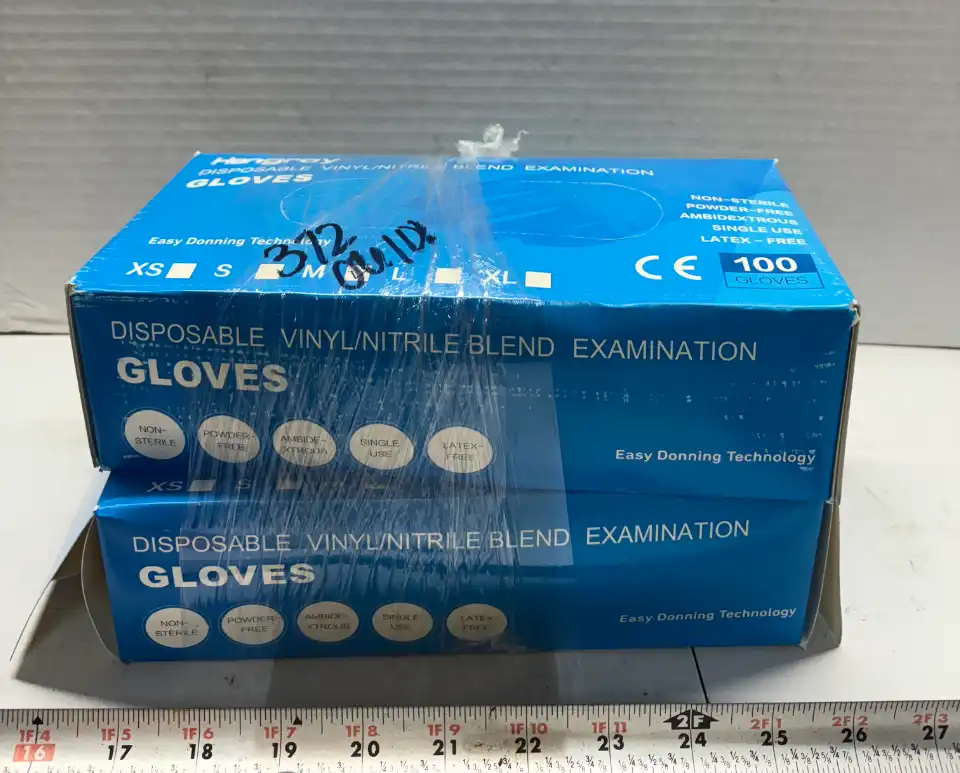 Hongray
DISPOSABLE VINYL/NITRILE BLEND EXAMINATION
GLOVES
NON-STERILE
POWDER-FREE
AMBIDEXTROUS
SINGLE USE
LATEX-FREE
Easy Donning Technology
372
XS S M L XL
CE 100
GLOVES
DISPOSABLE VINYL/NITRILE BLEND EXAMINATION
GLOVES
NON-
STERILE
POWDER-
FREE
AMBIDE-
XTROUA
SINGLE
USE
LATEX-
FREE
Easy Donning Technology
XS S
DISPOSABLE VINYL/NITRILE BLEND EXAMINATION
GLOVES
NON-
STERILE
POWDER-
FREE
AMBIDE-
XTROUS
SINGLE
USE
LATEX
FREE
Easy Donning Technology
1F4 1F5 1F6 1F7 1F8 1F9 1F10 1F11 2F 2F1 2F2 2F3
16 17 18 19 20 21 22 23 24 25 26 27